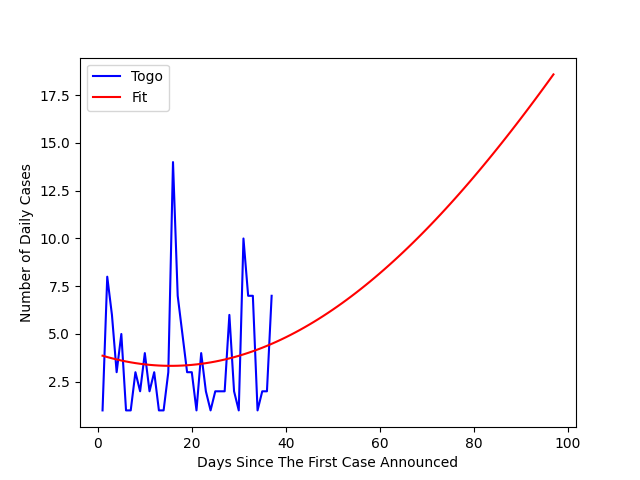 Togo
Fit
Number of Daily Cases
17.5
15.0
12.5
10.0
7.5
5.0
2.5
0 20 40 60 80 100
Days Since The First Case Announced